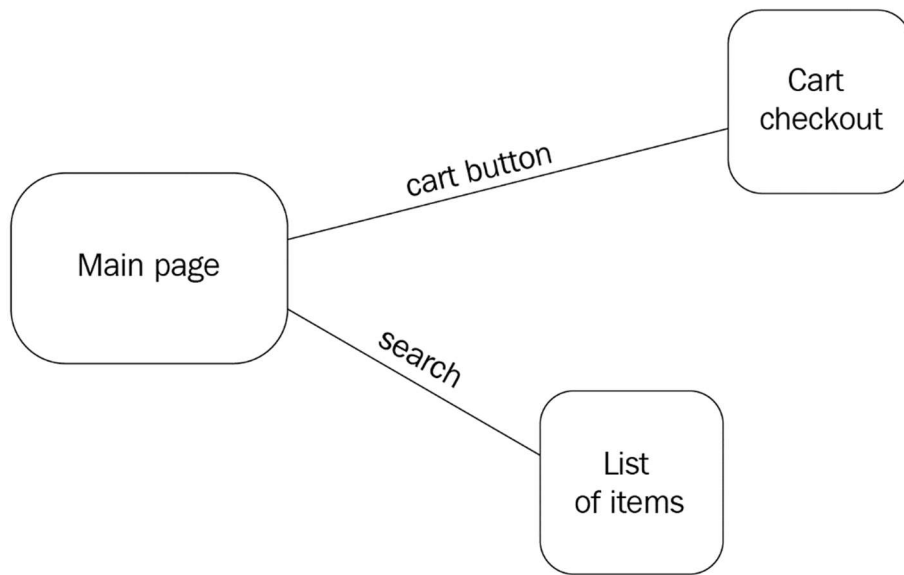 Cart
checkout
cart button
Main page
search
List
of items